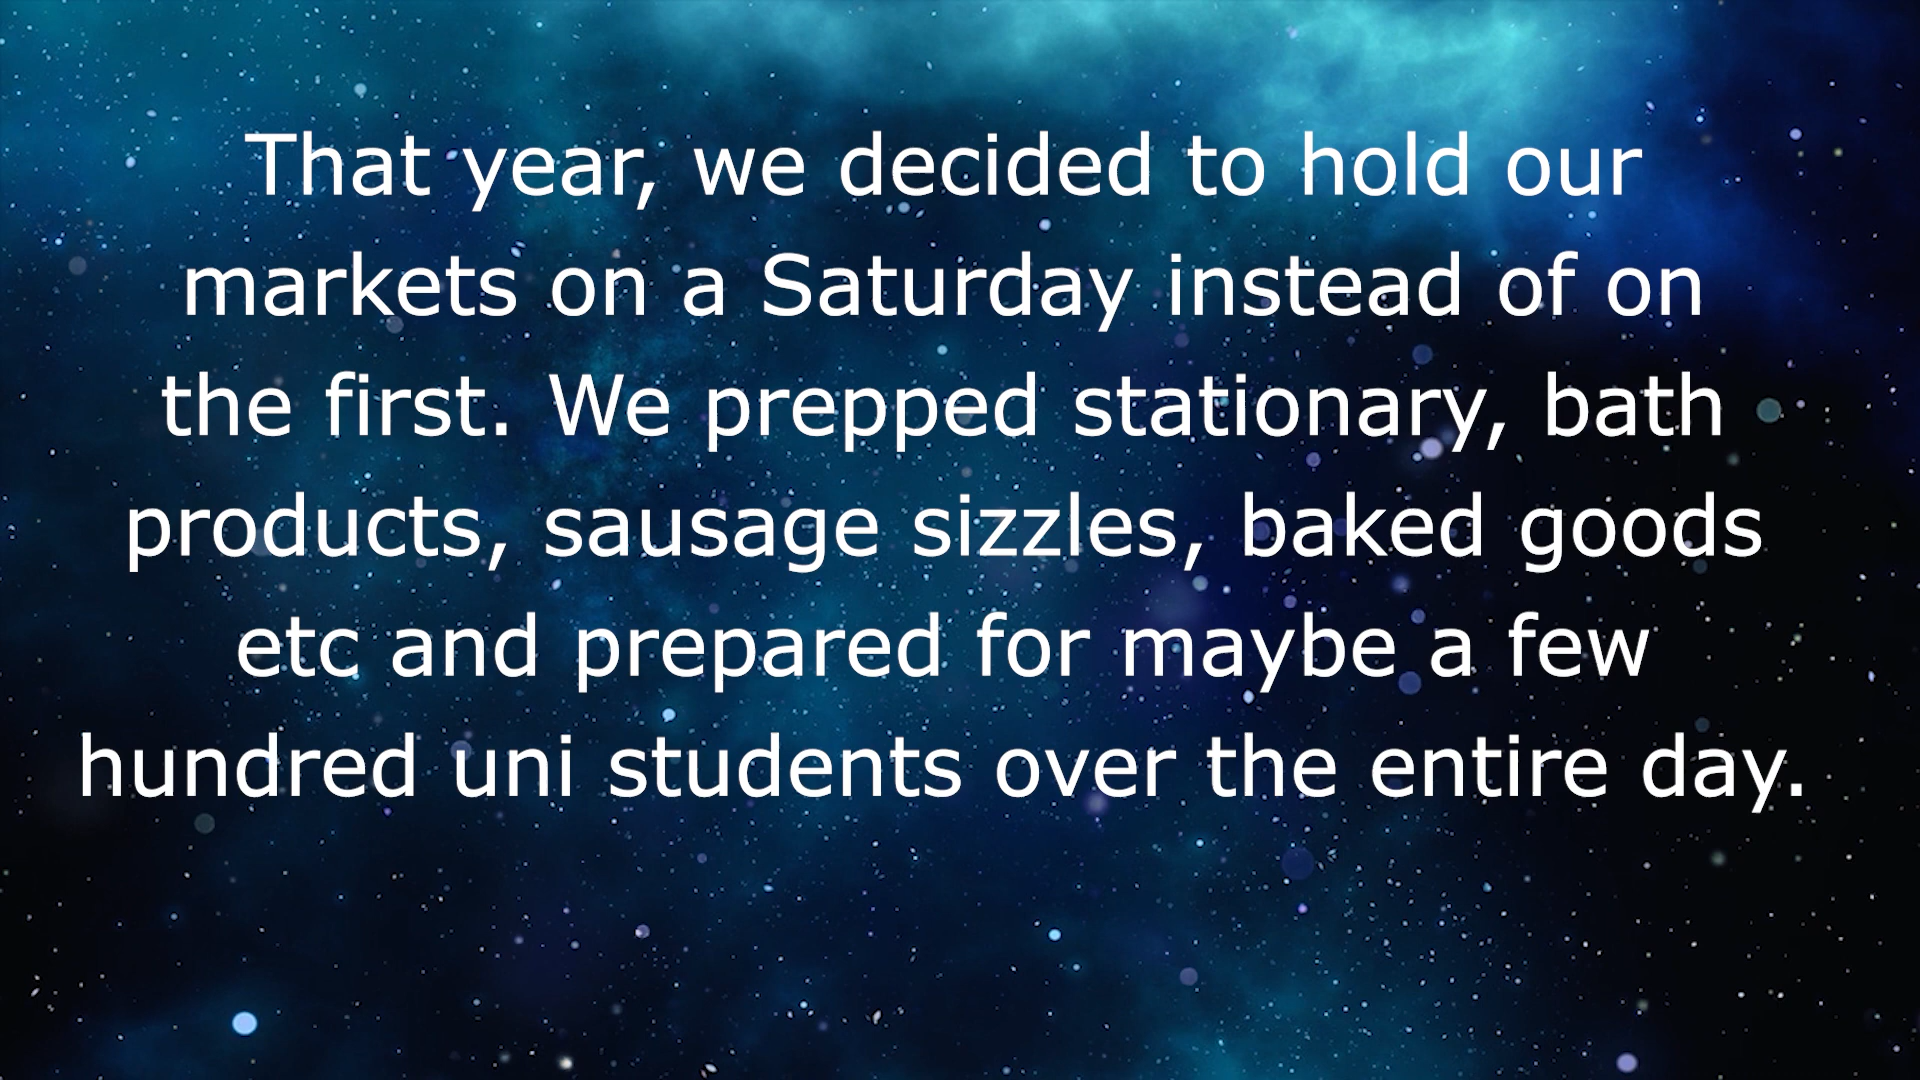 That year, we decided to hold our
markets on a Saturday instead of on
the first. We prepped stationary, bath
products, sausage sizzles, baked goods
etc and prepared for maybe a few
hundred uni students over the entire day.